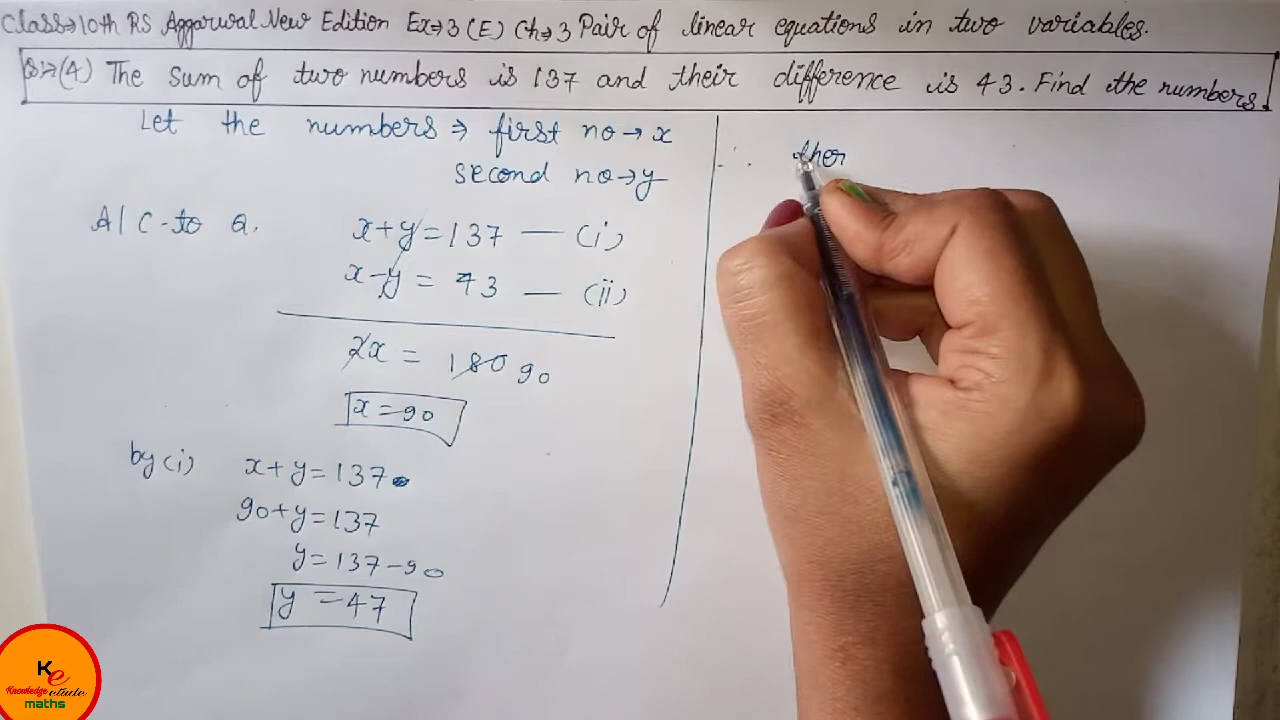 Class→10th RS Aggarwal New Edition Ex→3(E) Ch→3 Pair of linear equations in two variables.
Q:→(4) The sum of two numbers is 137 and their difference is 43. Find the numbers.
Let the numbers ⇒ first no → x
second no → y
A/C-to Q.
x+y=137 — (i)
x-y = 43 — (ii)
2x = 180 90
x=90
by (i) x+y=137
90+y=137
y=137-90
y=47
∴ ther
Ke
Knowledge etude
maths